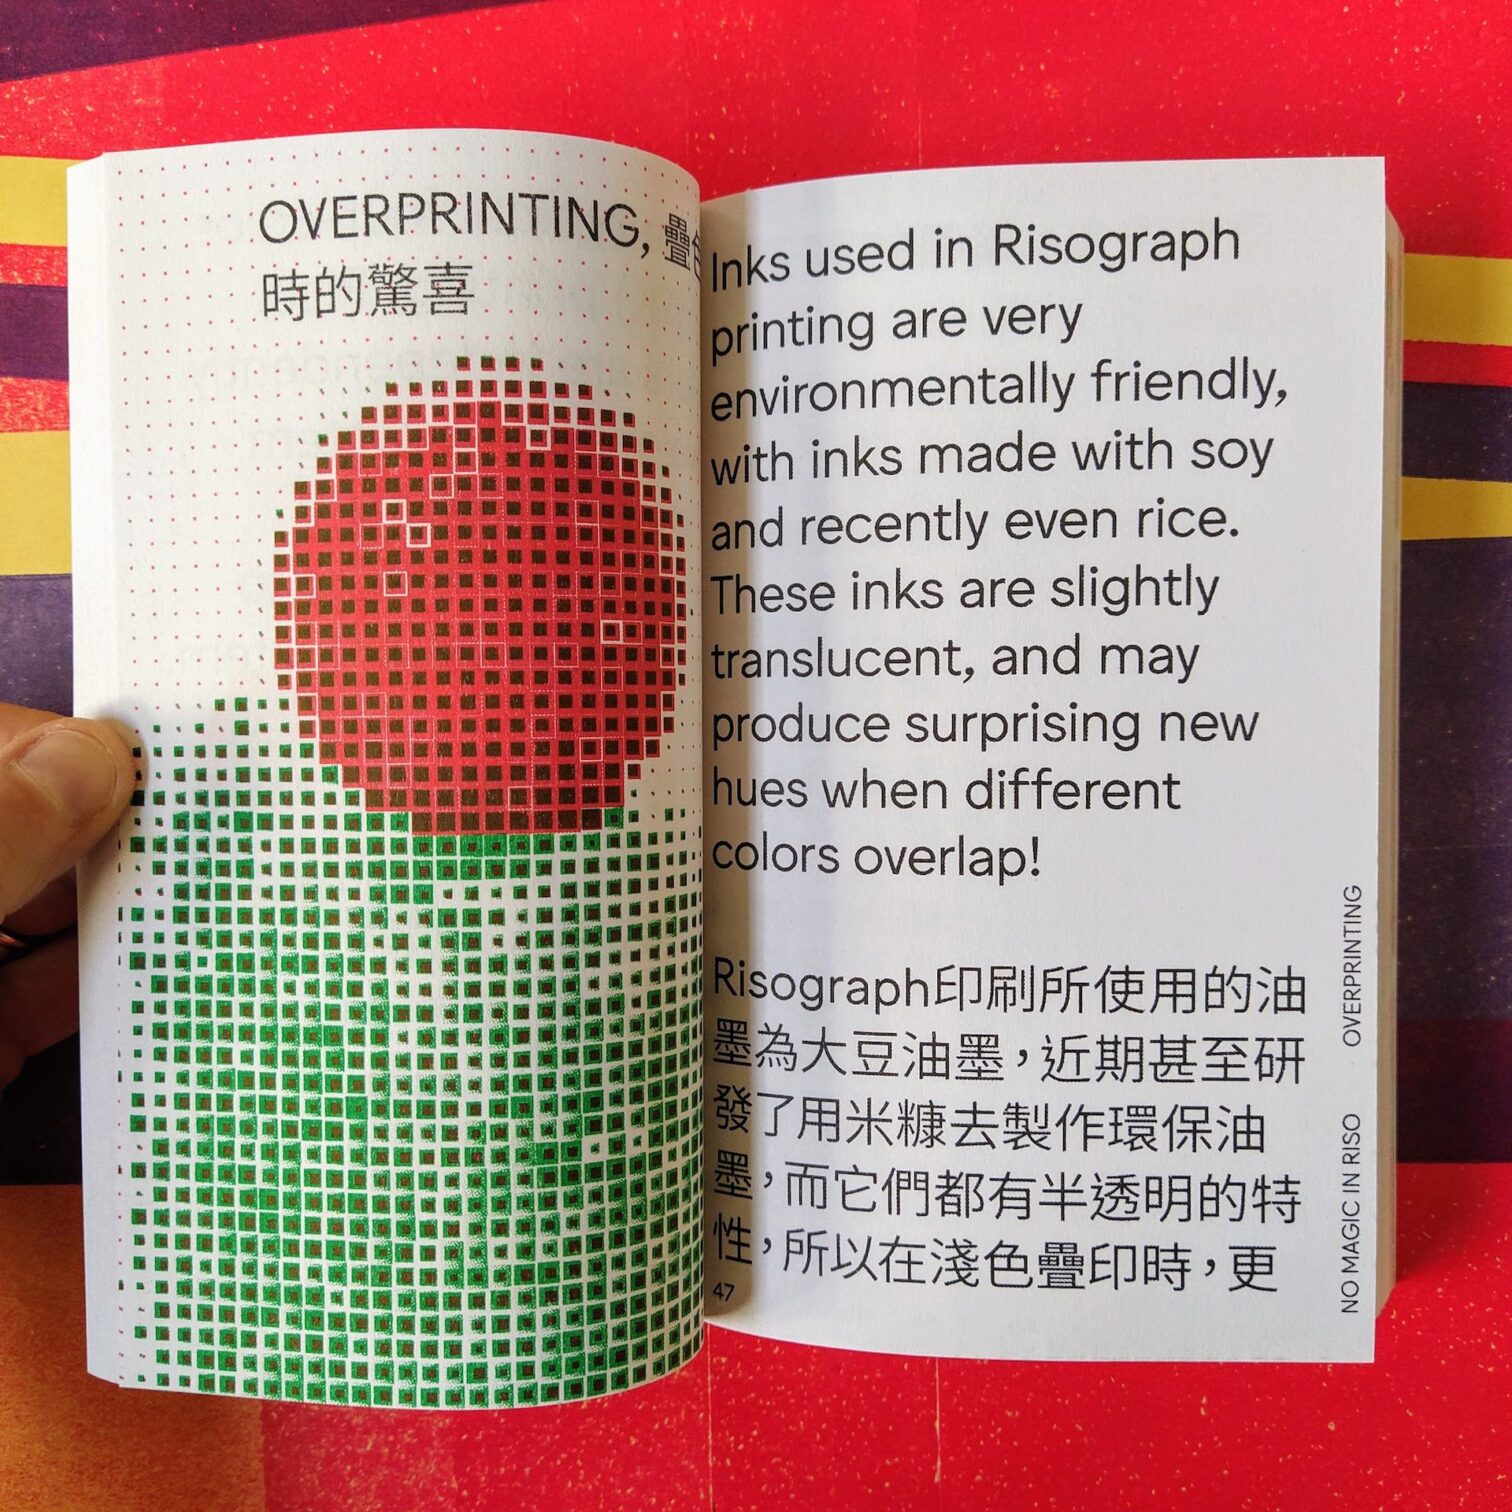 OVERPRINTING, 疊
時的驚喜
Inks used in Risograph
printing are very
environmentally friendly,
with inks made with soy
and recently even rice.
These inks are slightly
translucent, and may
produce surprising new
hues when different
colors overlap!
Risograph印刷所使用的油
墨為大豆油墨，近期甚至研
發了用米糠去製作環保油
墨，而它們都有半透明的特
性，所以在淺色疊印時，更
47
NO MAGIC IN RISO · OVERPRINTING